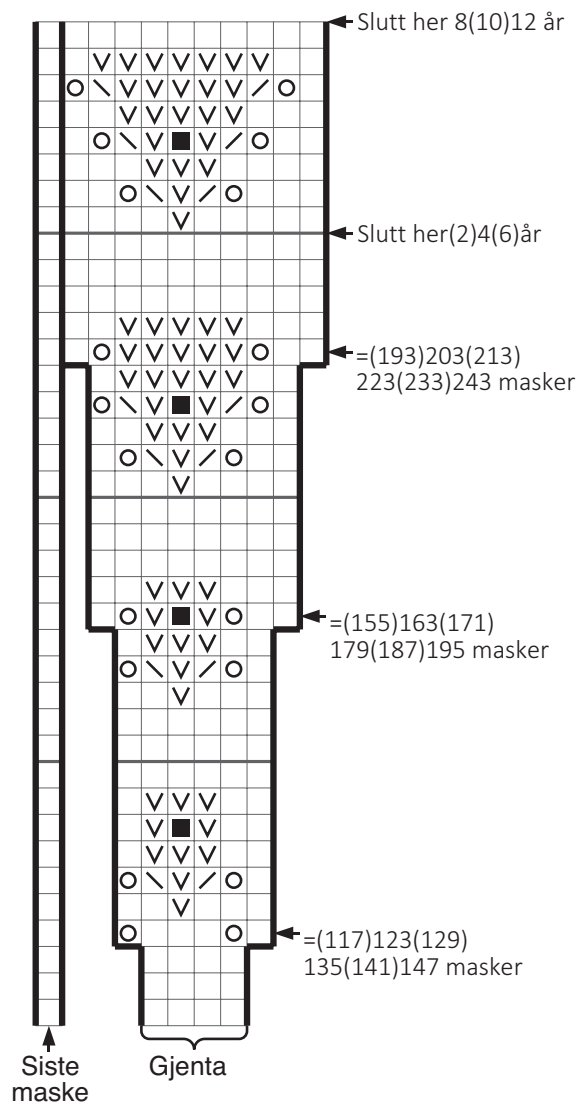 Slutt her 8(10)12 år
Slutt her(2)4(6)år
=(193)203(213)
223(233)243 masker
=(155)163(171)
179(187)195 masker
=(117)123(129)
135(141)147 masker
Siste
maske
Gjenta